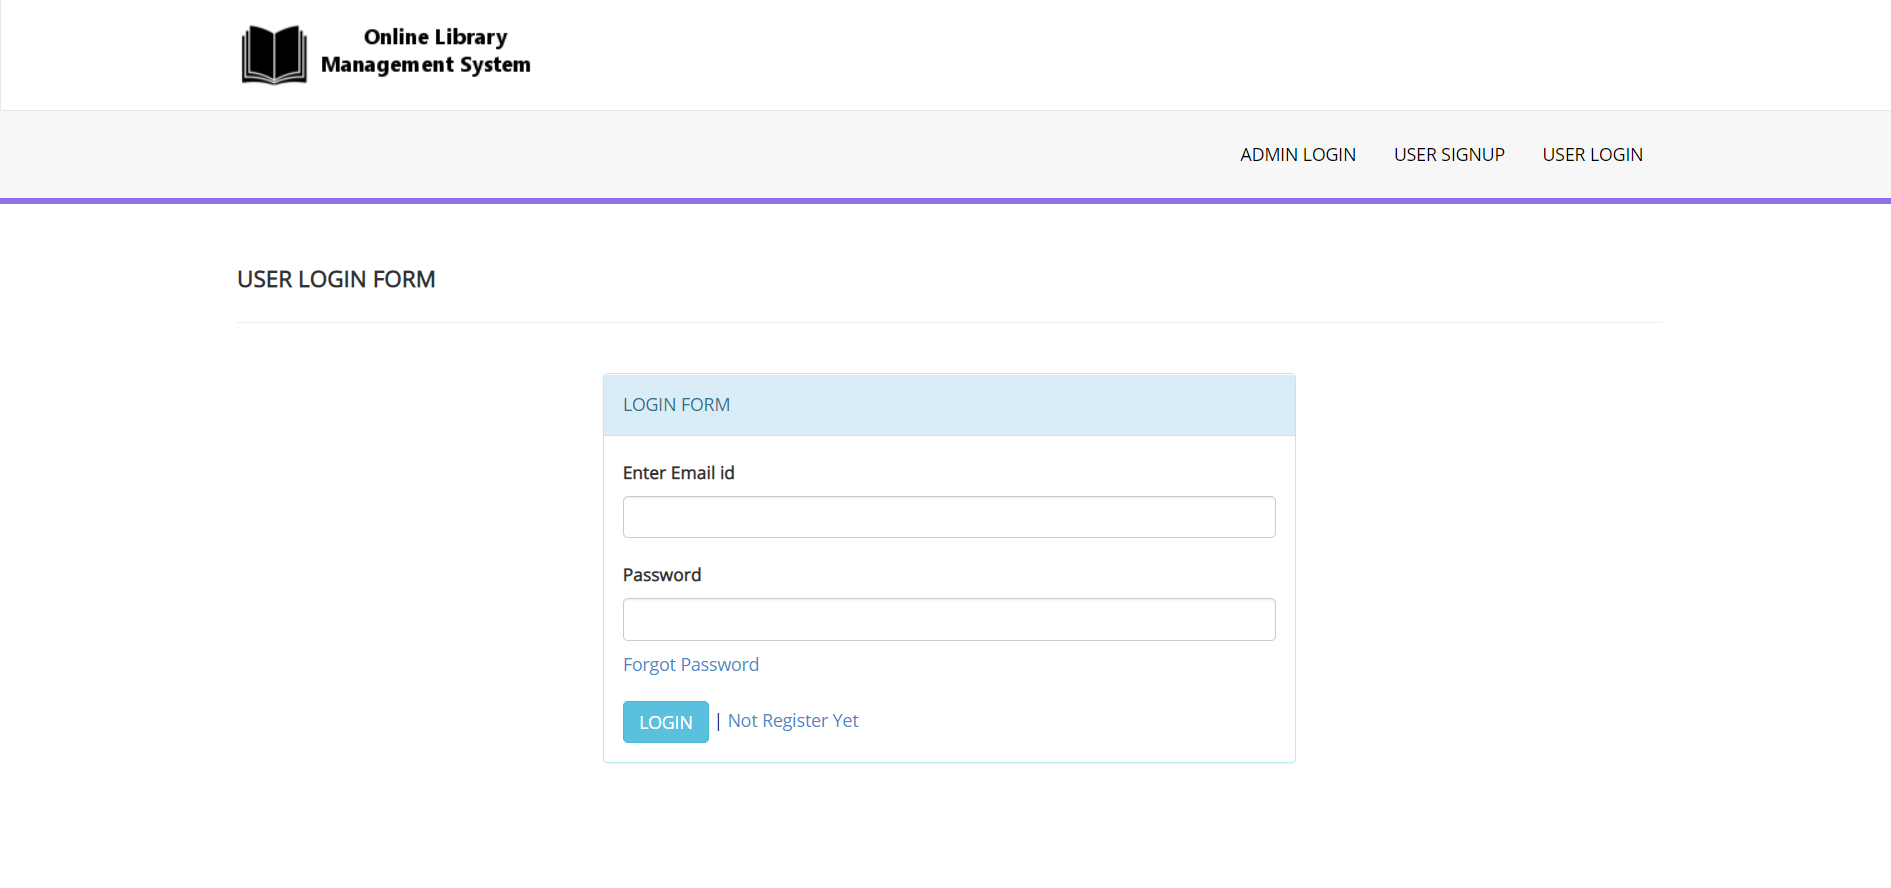 Online Library
Management System
ADMIN LOGIN USER SIGNUP USER LOGIN
USER LOGIN FORM
LOGIN FORM
Enter Email id
Password
Forgot Password
LOGIN | Not Register Yet